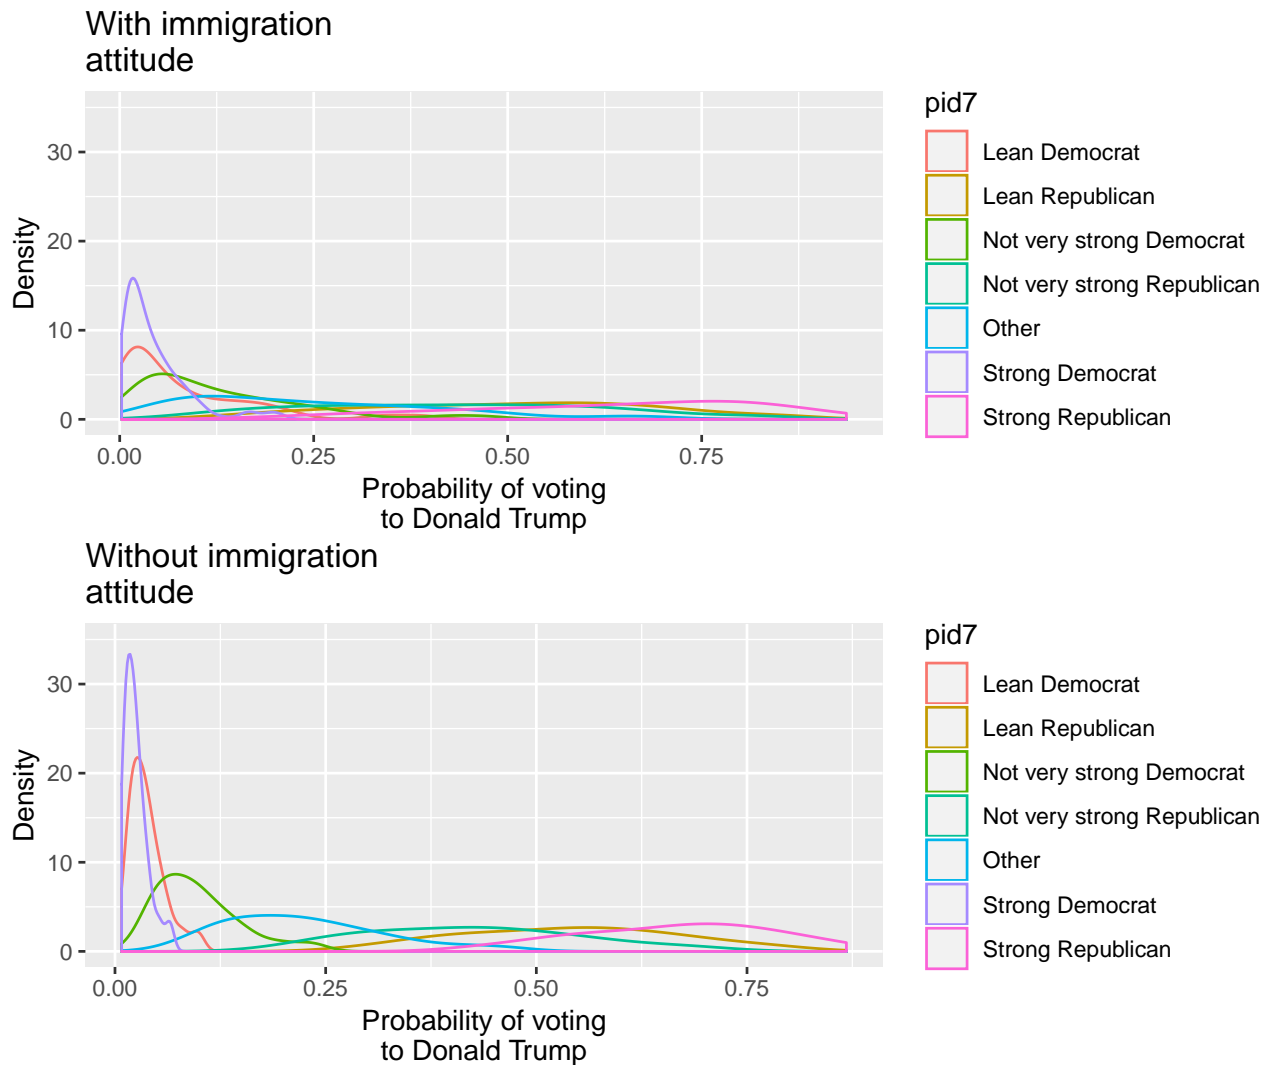 With immigration
attitude
pid7
Lean Democrat
Lean Republican
Not very strong Democrat
Not very strong Republican
Other
Strong Democrat
Strong Republican
Density
30
20
10
0
0.00 0.25 0.50 0.75
Probability of voting
to Donald Trump
Without immigration
attitude
pid7
Lean Democrat
Lean Republican
Not very strong Democrat
Not very strong Republican
Other
Strong Democrat
Strong Republican
Density
30
20
10
0
0.00 0.25 0.50 0.75
Probability of voting
to Donald Trump